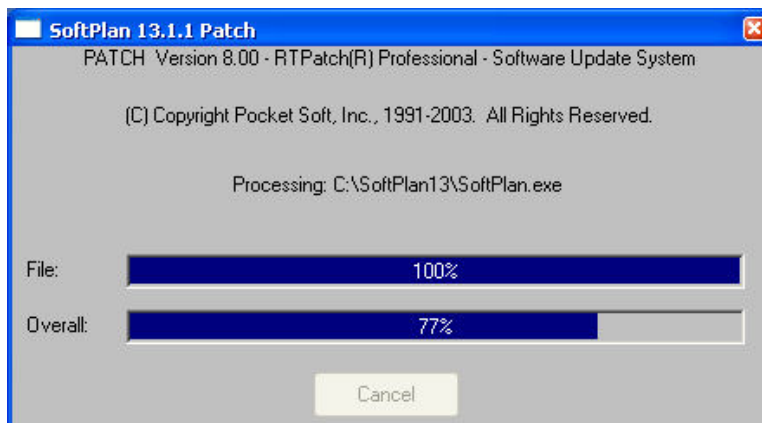 SoftPlan 13.1.1 Patch
PATCH Version 8.00 - RTPatch(R) Professional - Software Update System
(C) Copyright Pocket Soft, Inc., 1991-2003. All Rights Reserved.
Processing: C:\SoftPlan13\SoftPlan.exe
File: 100%
Overall: 77%
Cancel